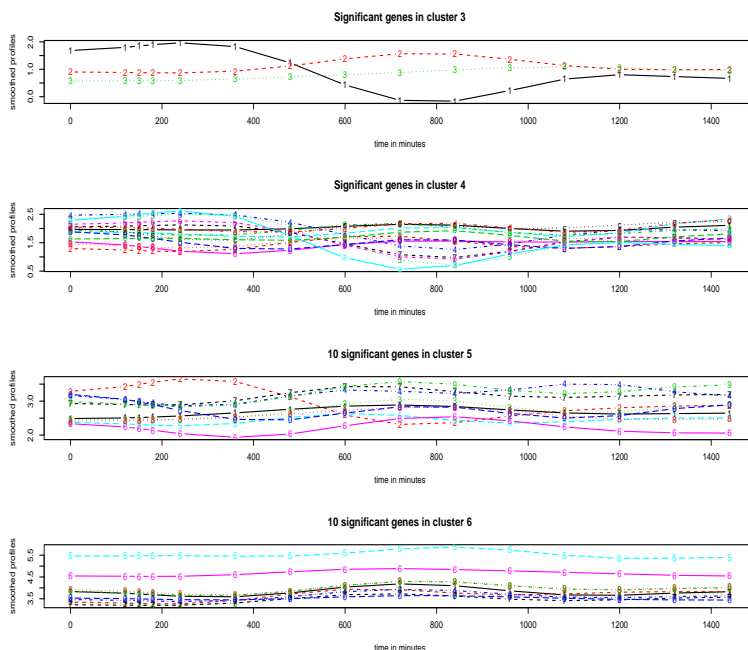 Significant genes in cluster 3
smoothed profiles
2.0
1.0
0.0
0 200 400 600 800 1000 1200 1400
time in minutes
Significant genes in cluster 4
smoothed profiles
2.5
1.5
0.5
0 200 400 600 800 1000 1200 1400
time in minutes
10 significant genes in cluster 5
smoothed profiles
3.0
2.0
0 200 400 600 800 1000 1200 1400
time in minutes
10 significant genes in cluster 6
smoothed profiles
5.5
4.5
3.5
0 200 400 600 800 1000 1200 1400
time in minutes